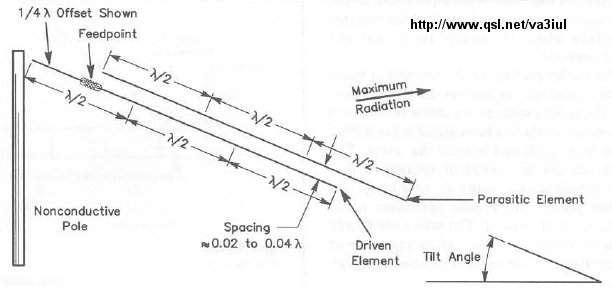 1/4 λ Offset Shown
http://www.qsl.net/va3iul
Feedpoint
λ/2
λ/2
λ/2
λ/2
λ/2
λ/2
Maximum
Radiation
Nonconductive
Pole
Spacing
≈0.02 to 0.04 λ
Driven
Element
Parasitic Element
Tilt Angle